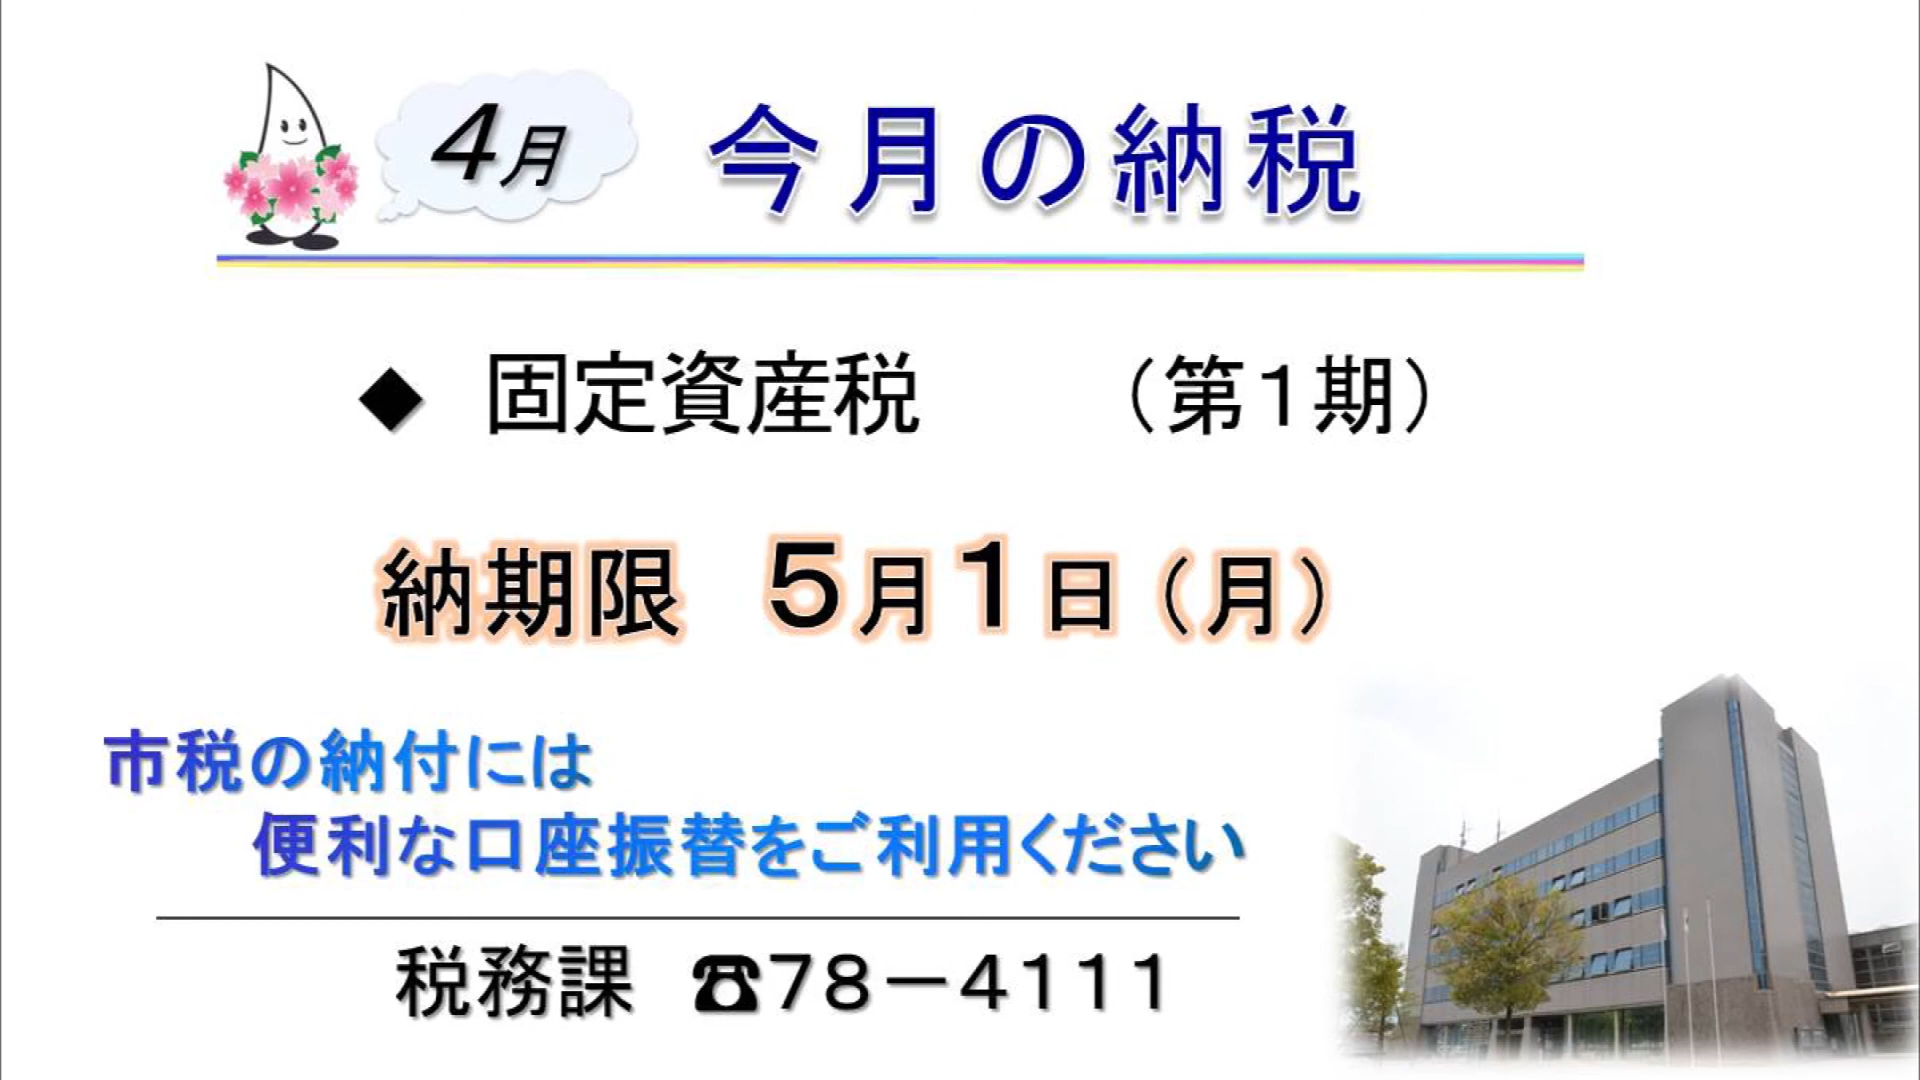 4月 今月の納税
◆ 固定資産税 （第１期）
納期限 ５月１日（月）
市税の納付には
便利な口座振替をご利用ください
税務課 ☎７８－４１１１